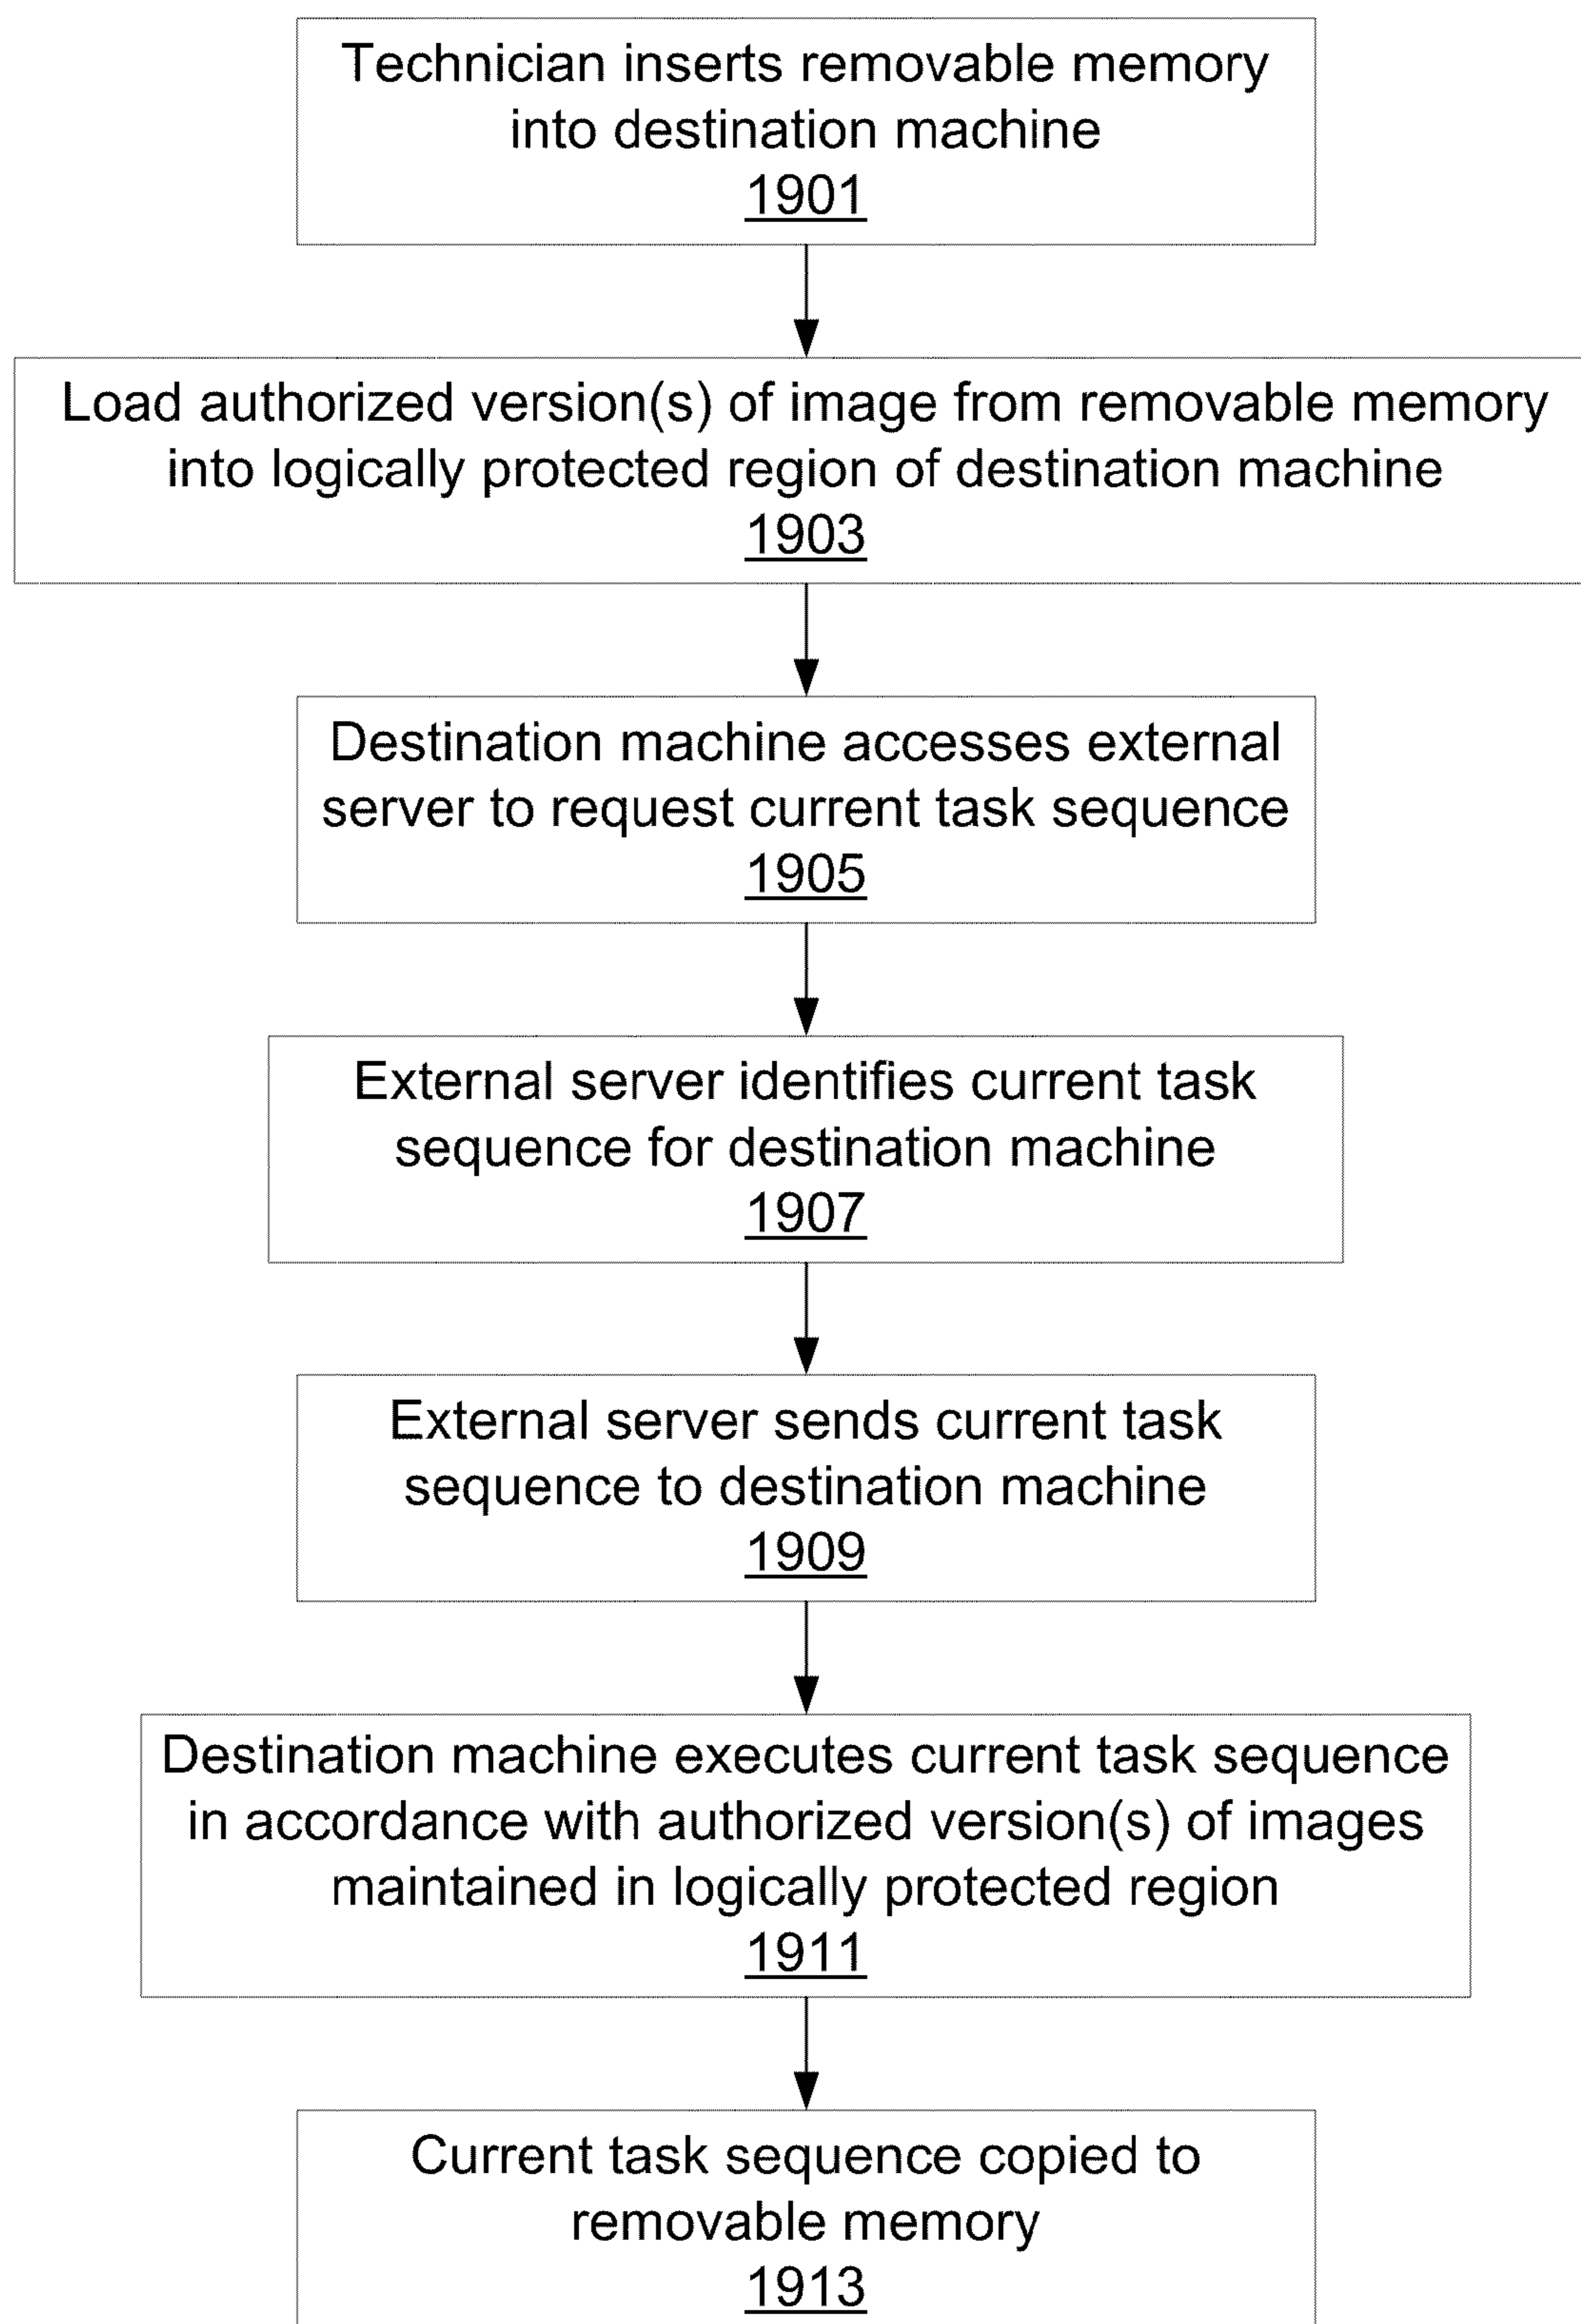 Technician inserts removable memory
into destination machine
1901
Load authorized version(s) of image from removable memory
into logically protected region of destination machine
1903
Destination machine accesses external
server to request current task sequence
1905
External server identifies current task
sequence for destination machine
1907
External server sends current task
sequence to destination machine
1909
Destination machine executes current task sequence
in accordance with authorized version(s) of images
maintained in logically protected region
1911
Current task sequence copied to
removable memory
1913